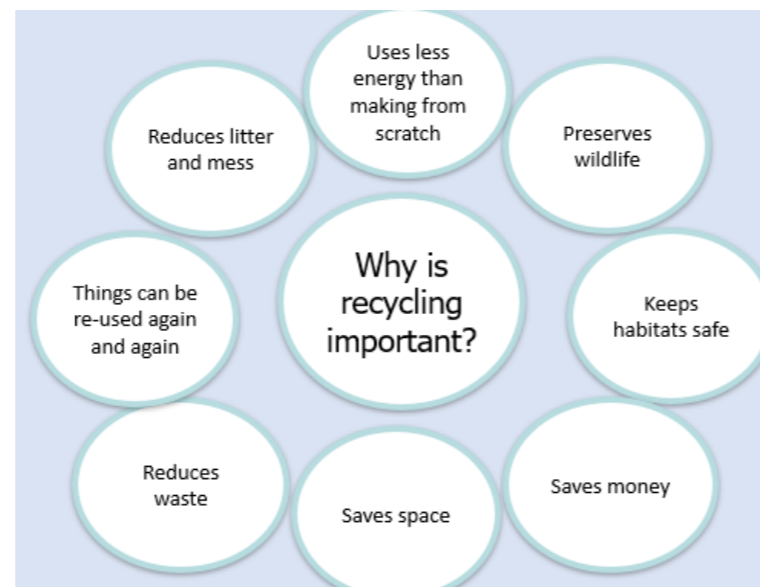 Why is
recycling
important?
Uses less
energy than
making from
scratch
Preserves
wildlife
Keeps
habitats safe
Saves money
Saves space
Reduces
waste
Things can be
re-used again
and again
Reduces litter
and mess